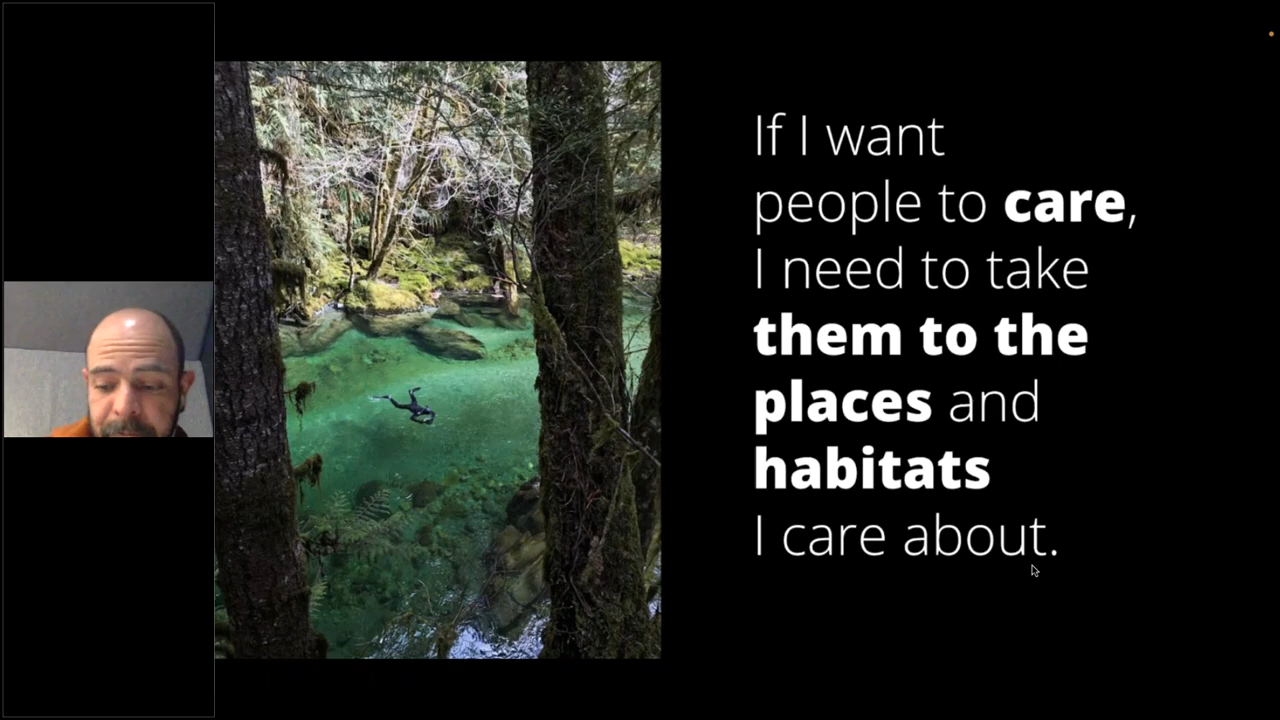 If I want
people to care,
I need to take
them to the
places and
habitats
I care about.